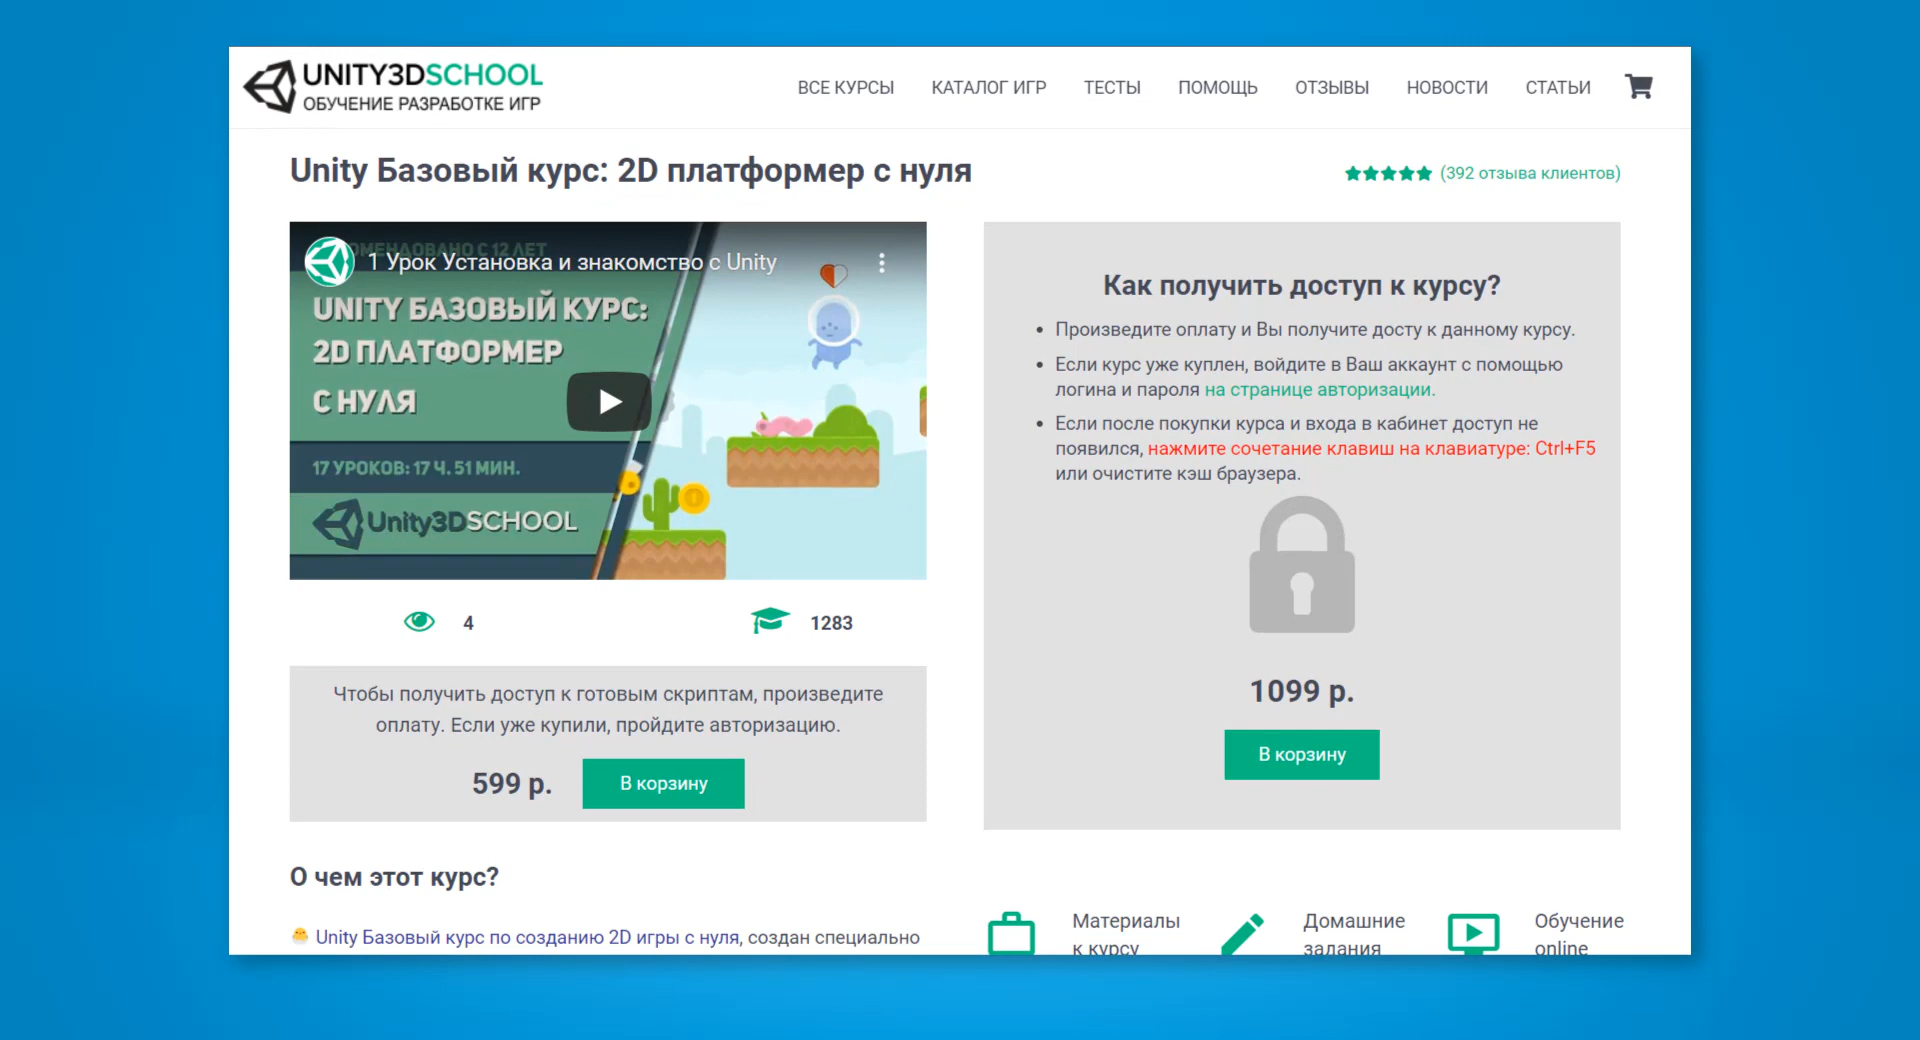 UNITY3DSCHOOL
ОБУЧЕНИЕ РАЗРАБОТКЕ ИГР
ВСЕ КУРСЫ
КАТАЛОГ ИГР
ТЕСТЫ
ПОМОЩЬ
ОТЗЫВЫ
НОВОСТИ
СТАТЬИ
Unity Базовый курс: 2D платформер с нуля
(392 отзыва клиентов)
ОМЕНДОВАНО С 12 ЛЕТ
1 Урок Установка и знакомство с Unity
UNITY БАЗОВЫЙ КУРС:
2D ПЛАТФОРМЕР
С НУЛЯ
17 УРОКОВ: 17 Ч. 51 МИН.
Unity3DSCHOOL
4
1283
Чтобы получить доступ к готовым скриптам, произведите
оплату. Если уже купили, пройдите авторизацию.
599 р.
В корзину
Как получить доступ к курсу?
• Произведите оплату и Вы получите досту к данному курсу.
• Если курс уже куплен, войдите в Ваш аккаунт с помощью
логина и пароля на странице авторизации.
• Если после покупки курса и входа в кабинет доступ не
появился, нажмите сочетание клавиш на клавиатуре: Ctrl+F5
или очистите кэш браузера.
1099 р.
В корзину
О чем этот курс?
Unity Базовый курс по созданию 2D игры с нуля, создан специально
Материалы
к курсу
Домашние
задания
Обучение
online